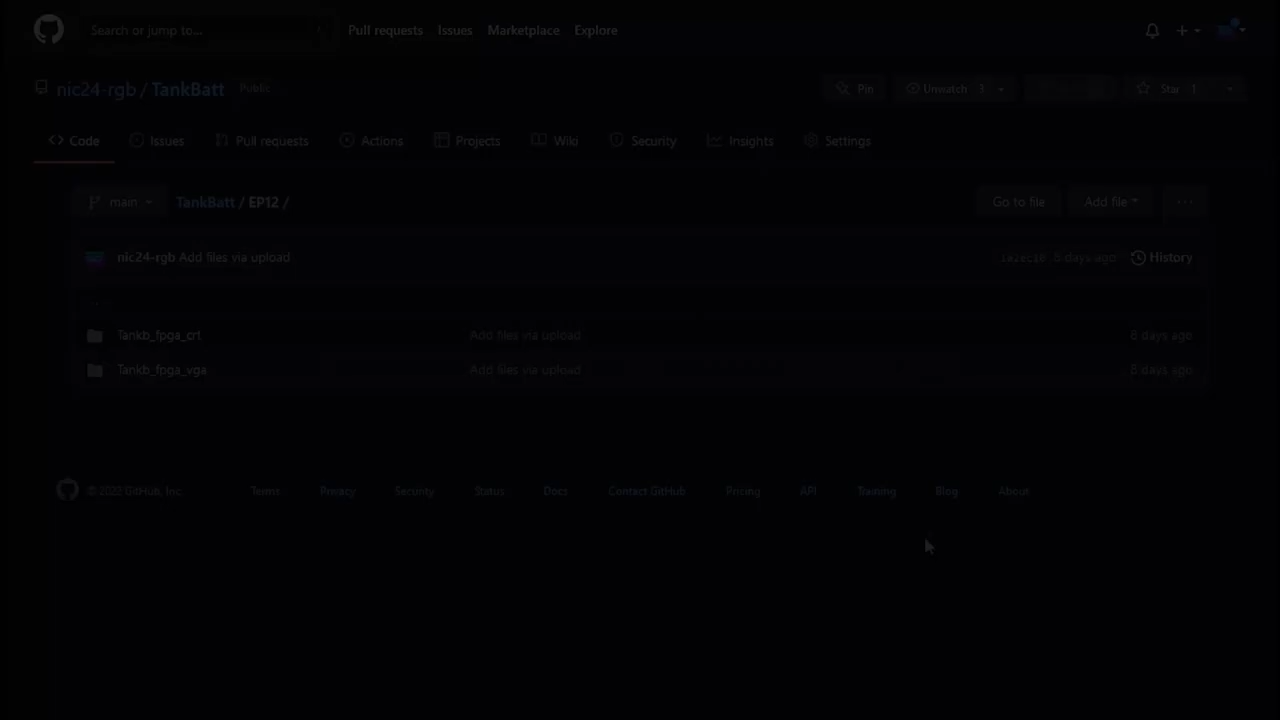 Search or jump to... /
Pull requests Issues Marketplace Explore
nic24-rgb / TankBatt Public
Pin Unwatch 3 Star 1
Code Issues Pull requests Actions Projects Wiki Security Insights Settings
main TankBatt / EP12 / Go to file Add file ...
nic24-rgb Add files via upload 8 days ago History
Tankb_fpga_crt Add files via upload 8 days ago
Tankb_fpga_vga Add files via upload 8 days ago
© 2022 GitHub, Inc. Terms Privacy Security Status Docs Contact GitHub Pricing API Training Blog About